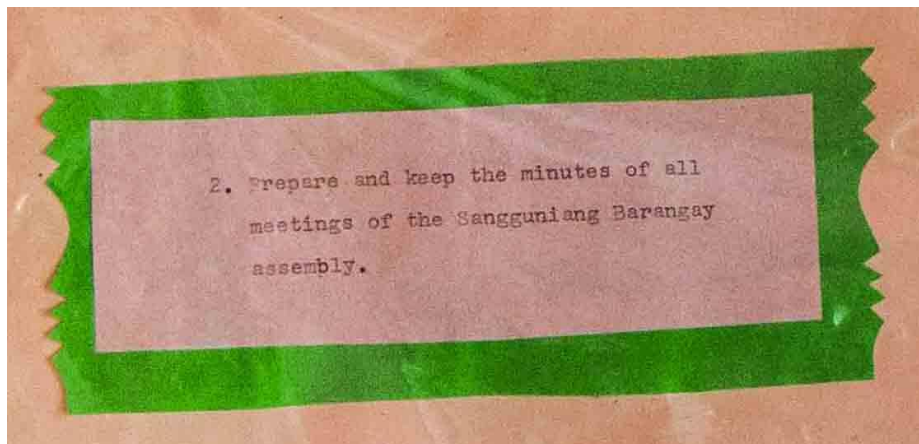 2. Prepare and keep the minutes of all
meetings of the Sangguniang Barangay
assembly.